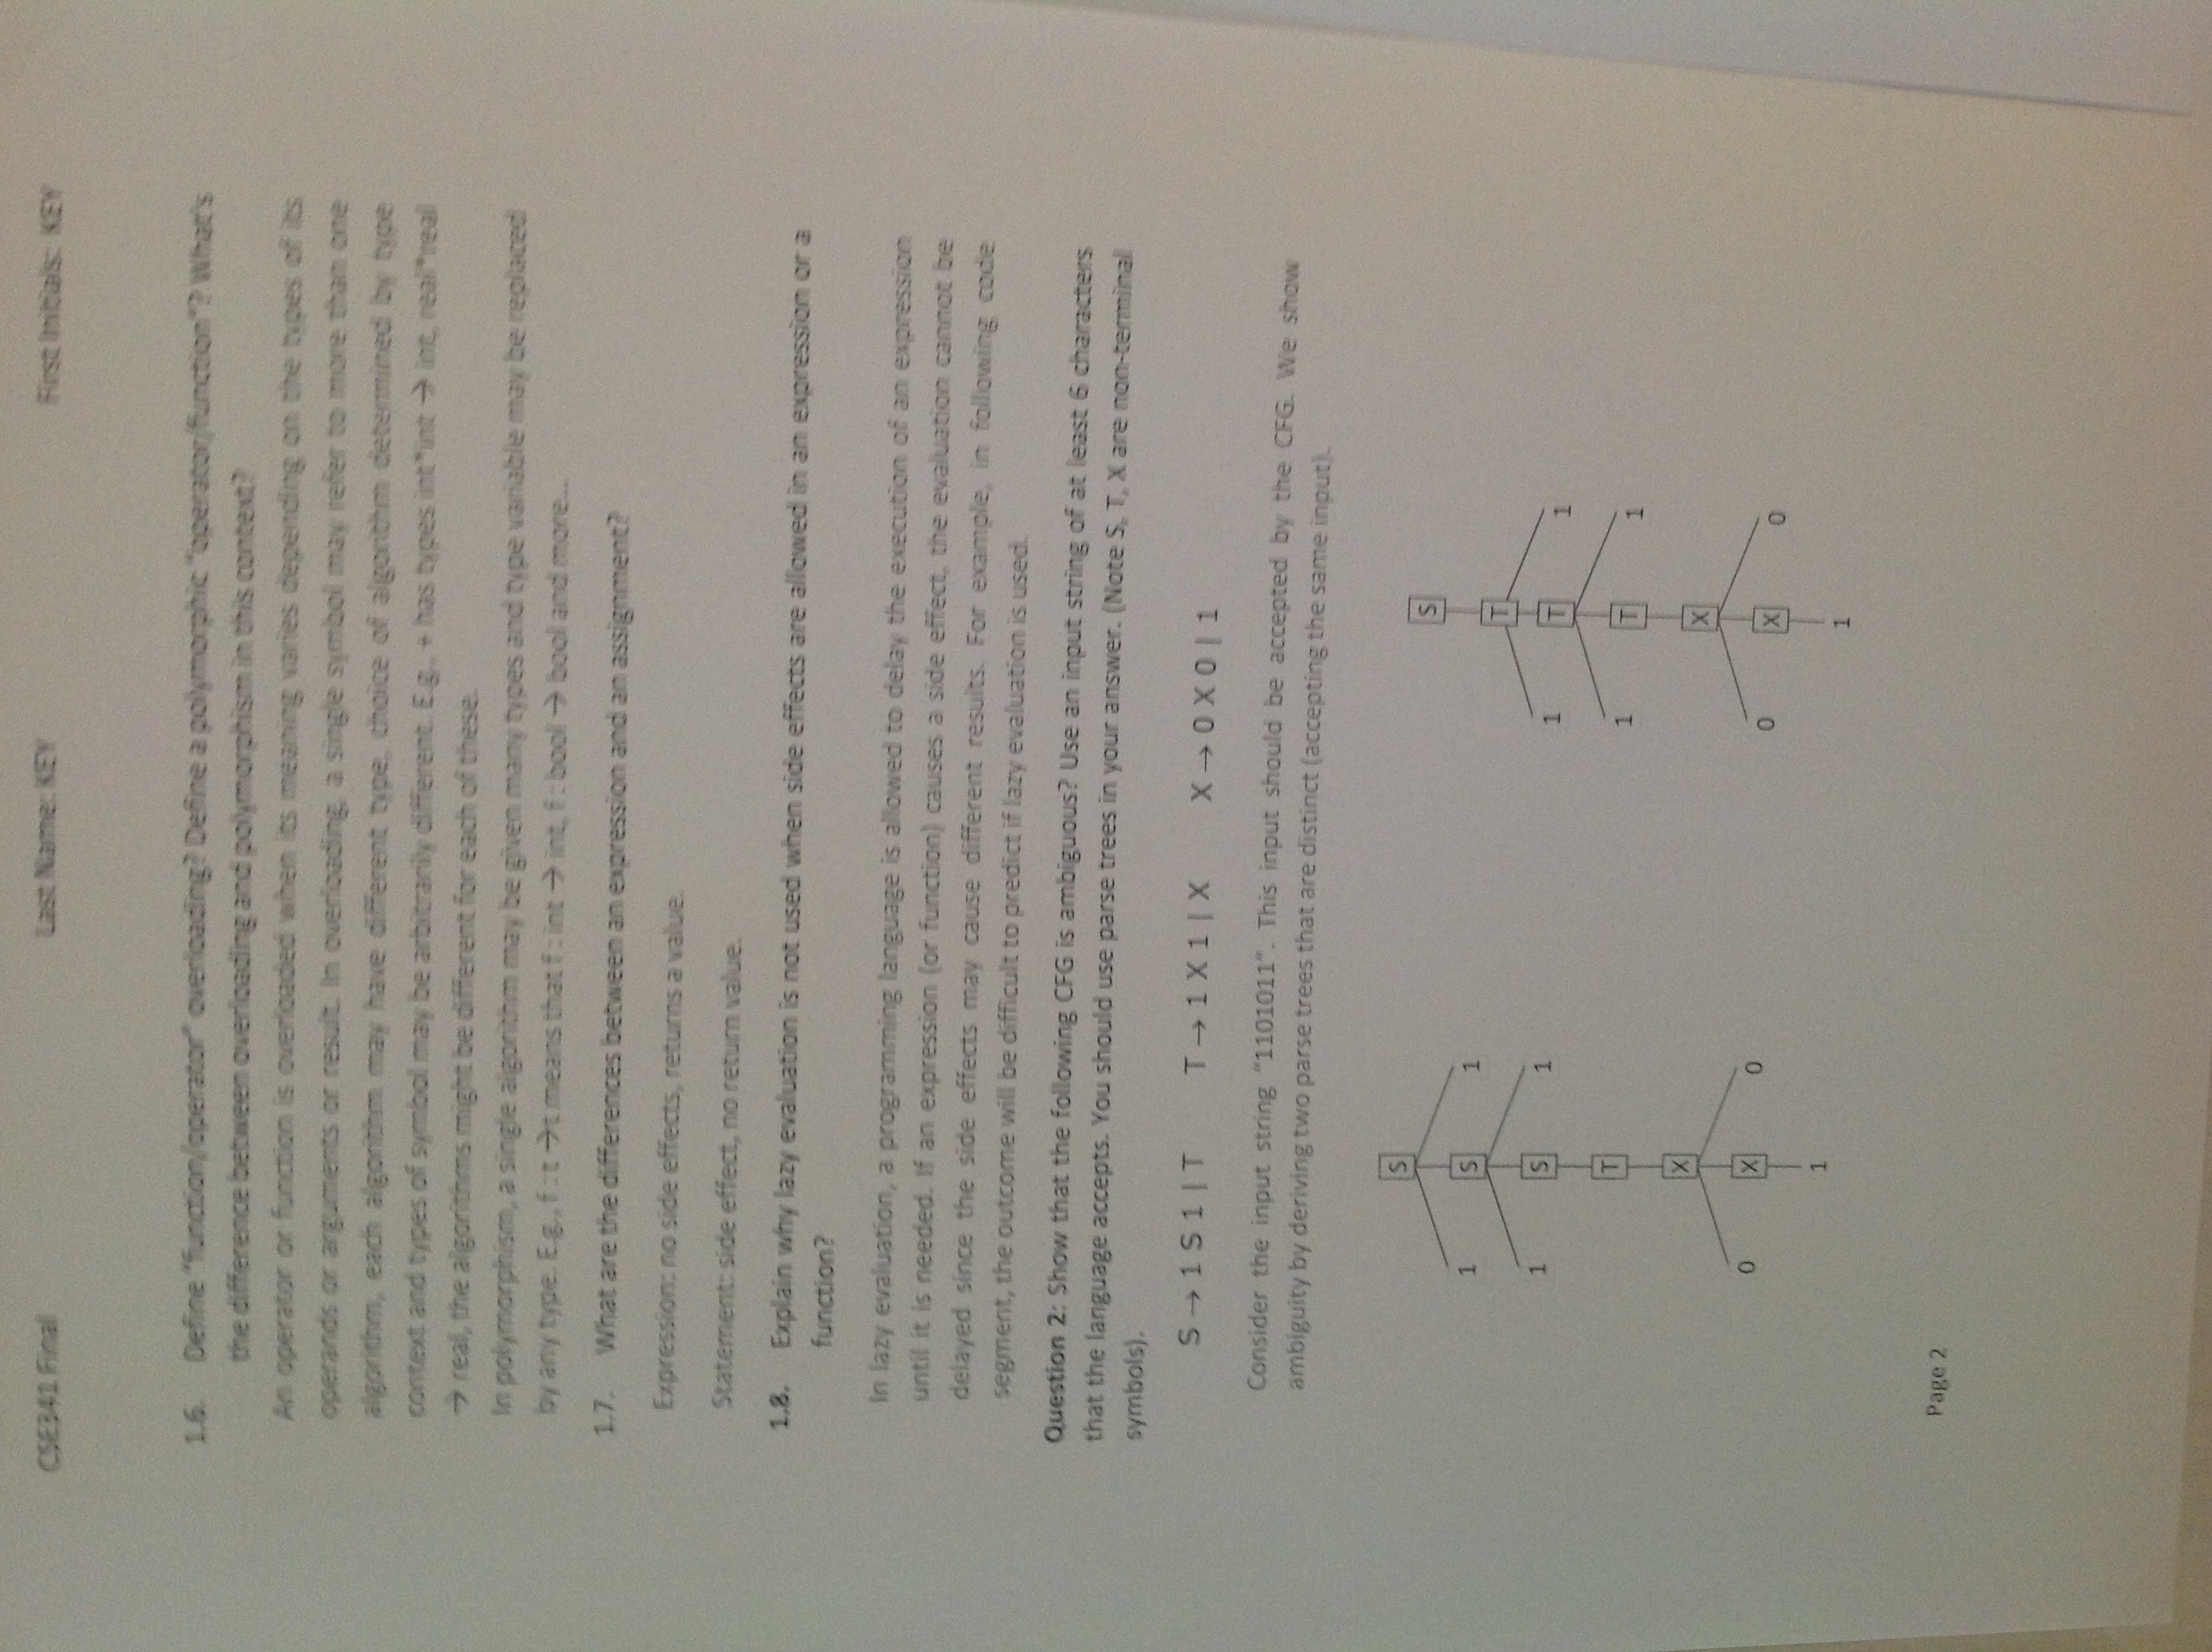 CSE341 Final Last Name: KEY First Initials: KEY
1.6. Define "function/operator" overloading? Define a polymorphic "operator/function"? What's
the difference between overloading and polymorphism in this context?
An operator or function is overloaded when its meaning varies depending on the types of its
operands or arguments or result. In overloading, a single symbol may refer to more than one
algorithm, each algorithm may have different type, choice of algorithm determined by type
context and types of symbol may be arbitrarily different. E.g., + has types int*int → int, real*real
→ real, the algorithms might be different for each of these.
In polymorphism, a single algorithm may be given many types and type variable may be replaced
by any type. E.g., f : t →t means that f : int → int, f : bool → bool and more...
1.7. What are the differences between an expression and an assignment?
Expression: no side effects, returns a value.
Statement: side effect, no return value.
1.8. Explain why lazy evaluation is not used when side effects are allowed in an expression or a
function?
In lazy evaluation, a programming language is allowed to delay the execution of an expression
until it is needed. If an expression (or function) causes a side effect, the evaluation cannot be
delayed since the side effects may cause different results. For example, in following code
segment, the outcome will be difficult to predict if lazy evaluation is used.
Question 2: Show that the following CFG is ambiguous? Use an input string of at least 6 characters
that the language accepts. You should use parse trees in your answer. (Note S, T, X are non-terminal
symbols).
S → 1 S 1 | T T → 1 X 1 | X X → 0 X 0 | 1
Consider the input string "1101011". This input should be accepted by the CFG. We show
ambiguity by deriving two parse trees that are distinct (accepting the same input).
S
1 S 1
1 S 1
T
X
0 X 0
1
S
T
1 T 1
1 T 1
X
0 X 0
1
Page 2